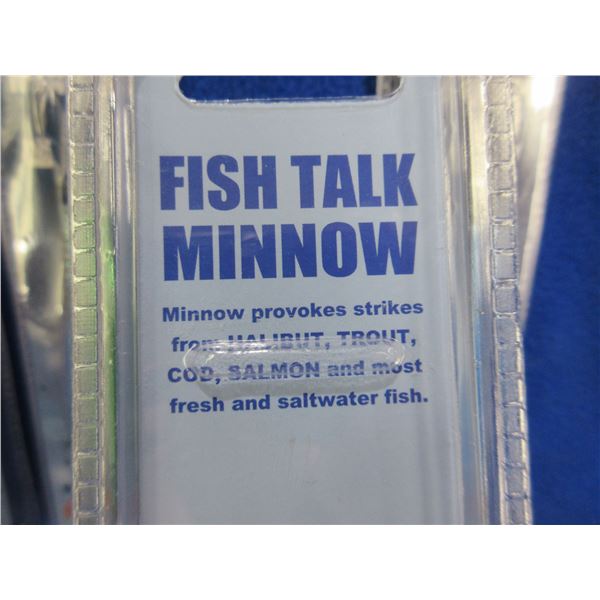 FISH TALK
MINNOW
Minnow provokes strikes
from HALIBUT, TROUT,
COD, SALMON and most
fresh and saltwater fish.